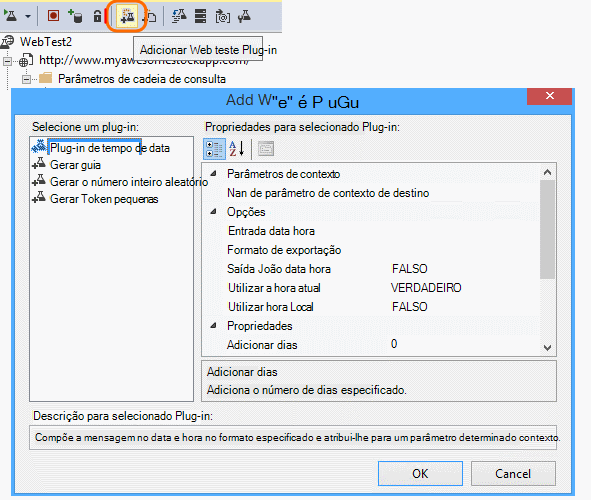 Adicionar Web teste Plug-in
WebTest2
http://www.myawesomestockapp.com/
Parâmetros de cadeia de consulta
Add W"e" é P uGu
Selecione um plug-in:
Plug-in de tempo de data
Gerar guia
Gerar o número inteiro aleatório
Gerar Token pequenas
Propriedades para selecionado Plug-in:
Parâmetros de contexto
Nan de parâmetro de contexto de destino
Opções
Entrada data hora
Formato de exportação
Saída João data hora FALSO
Utilizar a hora atual VERDADEIRO
Utilizar hora Local FALSO
Propriedades
Adicionar dias 0
Adicionar dias
Adiciona o número de dias especificado.
Descrição para selecionado Plug-in:
Compõe a mensagem no data e hora no formato especificado e atribui-lhe para um parâmetro determinado contexto.
OK
Cancel